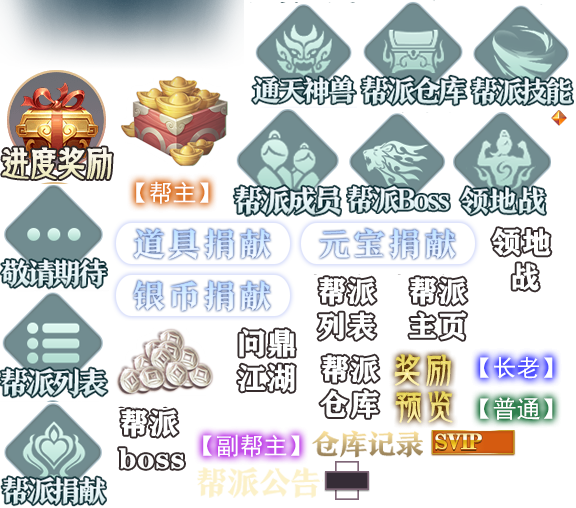 通天神兽
帮派仓库
帮派技能
进度奖励
【帮主】
帮派成员
帮派Boss
领地战
敬请期待
道具捐献
元宝捐献
领地
战
银币捐献
帮派
列表
帮派
主页
帮派列表
问鼎
江湖
帮派
仓库
奖励
预览
【长老】
【普通】
帮派
boss
【副帮主】
仓库记录
SVIP
帮派捐献
帮派公告